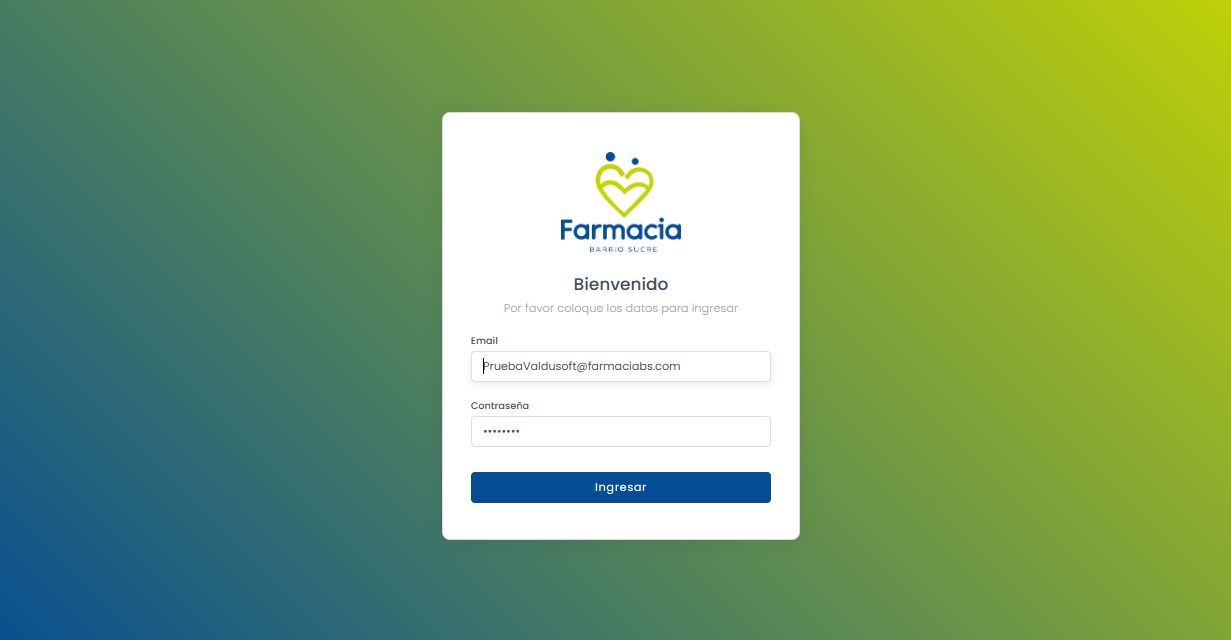 Farmacia
BARRIO SUCRE
Bienvenido
Por favor coloque los datos para ingresar
Email
PruebaValdusoft@farmaciabs.com
Contraseña
••••••••
Ingresar